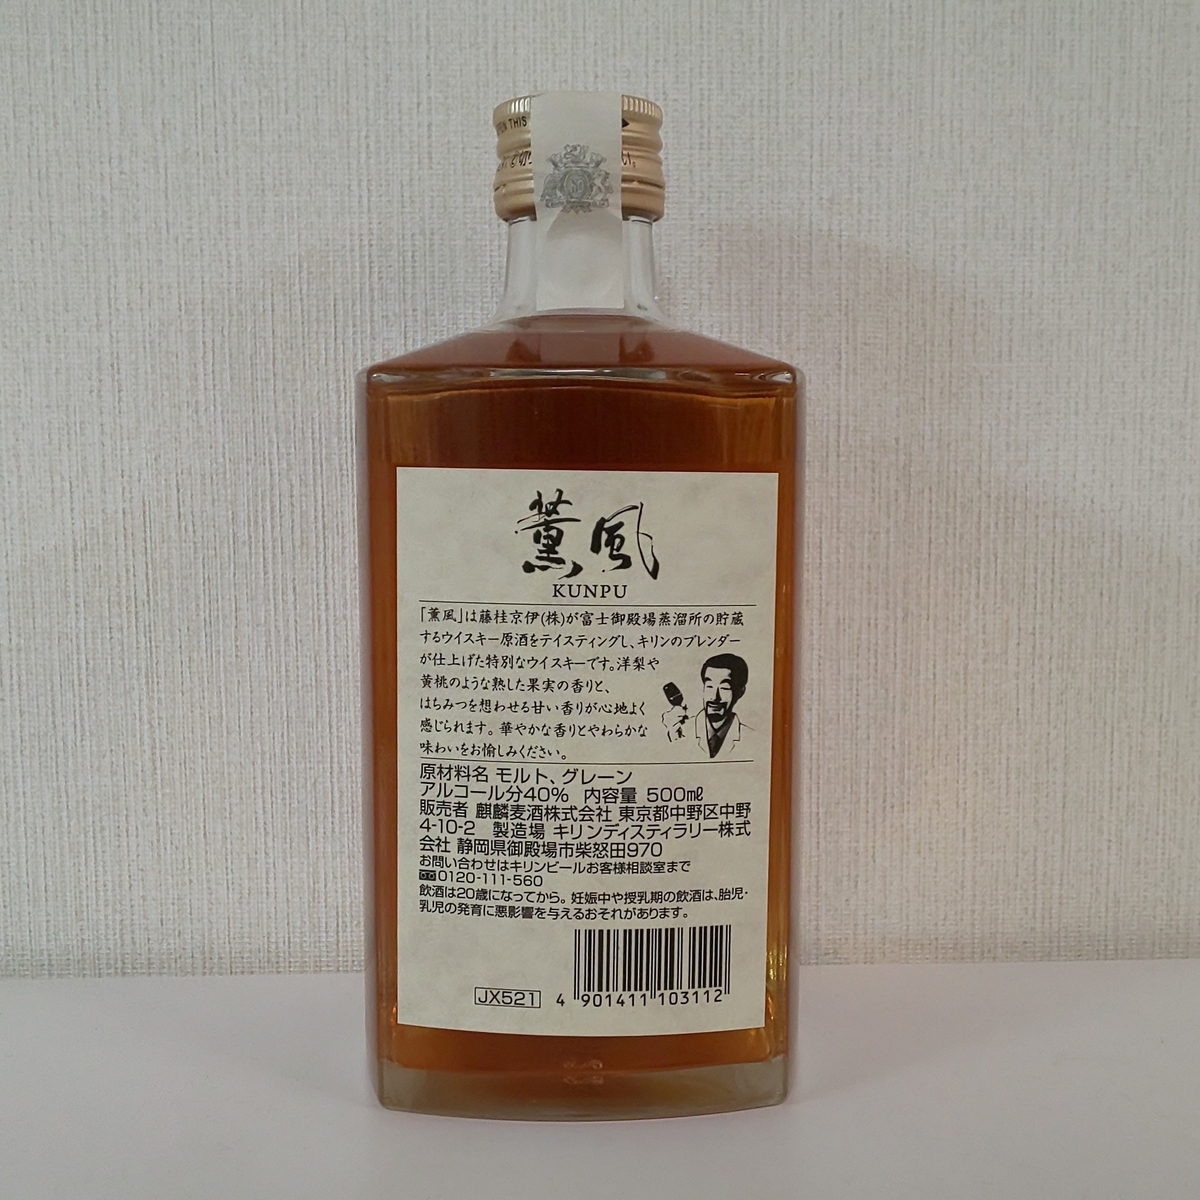 EN THIS
薫風
KUNPU
「薫風」は藤桂京伊(株)が富士御殿場蒸溜所の貯蔵
するウイスキー原酒をテイスティングし、キリンのブレンダー
が仕上げた特別なウイスキーです。洋梨や
黄桃のような熟した果実の香りと、
はちみつを想わせる甘い香りが心地よく
感じられます。華やかな香りとやわらかな
味わいをお愉しみください。
原材料名 モルト、グレーン
アルコール分40% 内容量 500㎖
販売者 麒麟麦酒株式会社 東京都中野区中野
4-10-2 製造場 キリンディスティラリー株式
会社 静岡県御殿場市柴怒田970
お問い合わせはキリンビールお客様相談室まで
0120-111-560
飲酒は20歳になってから。妊娠中や授乳期の飲酒は、胎児・
乳児の発育に悪影響を与えるおそれがあります。
JX521 4 901411 103112